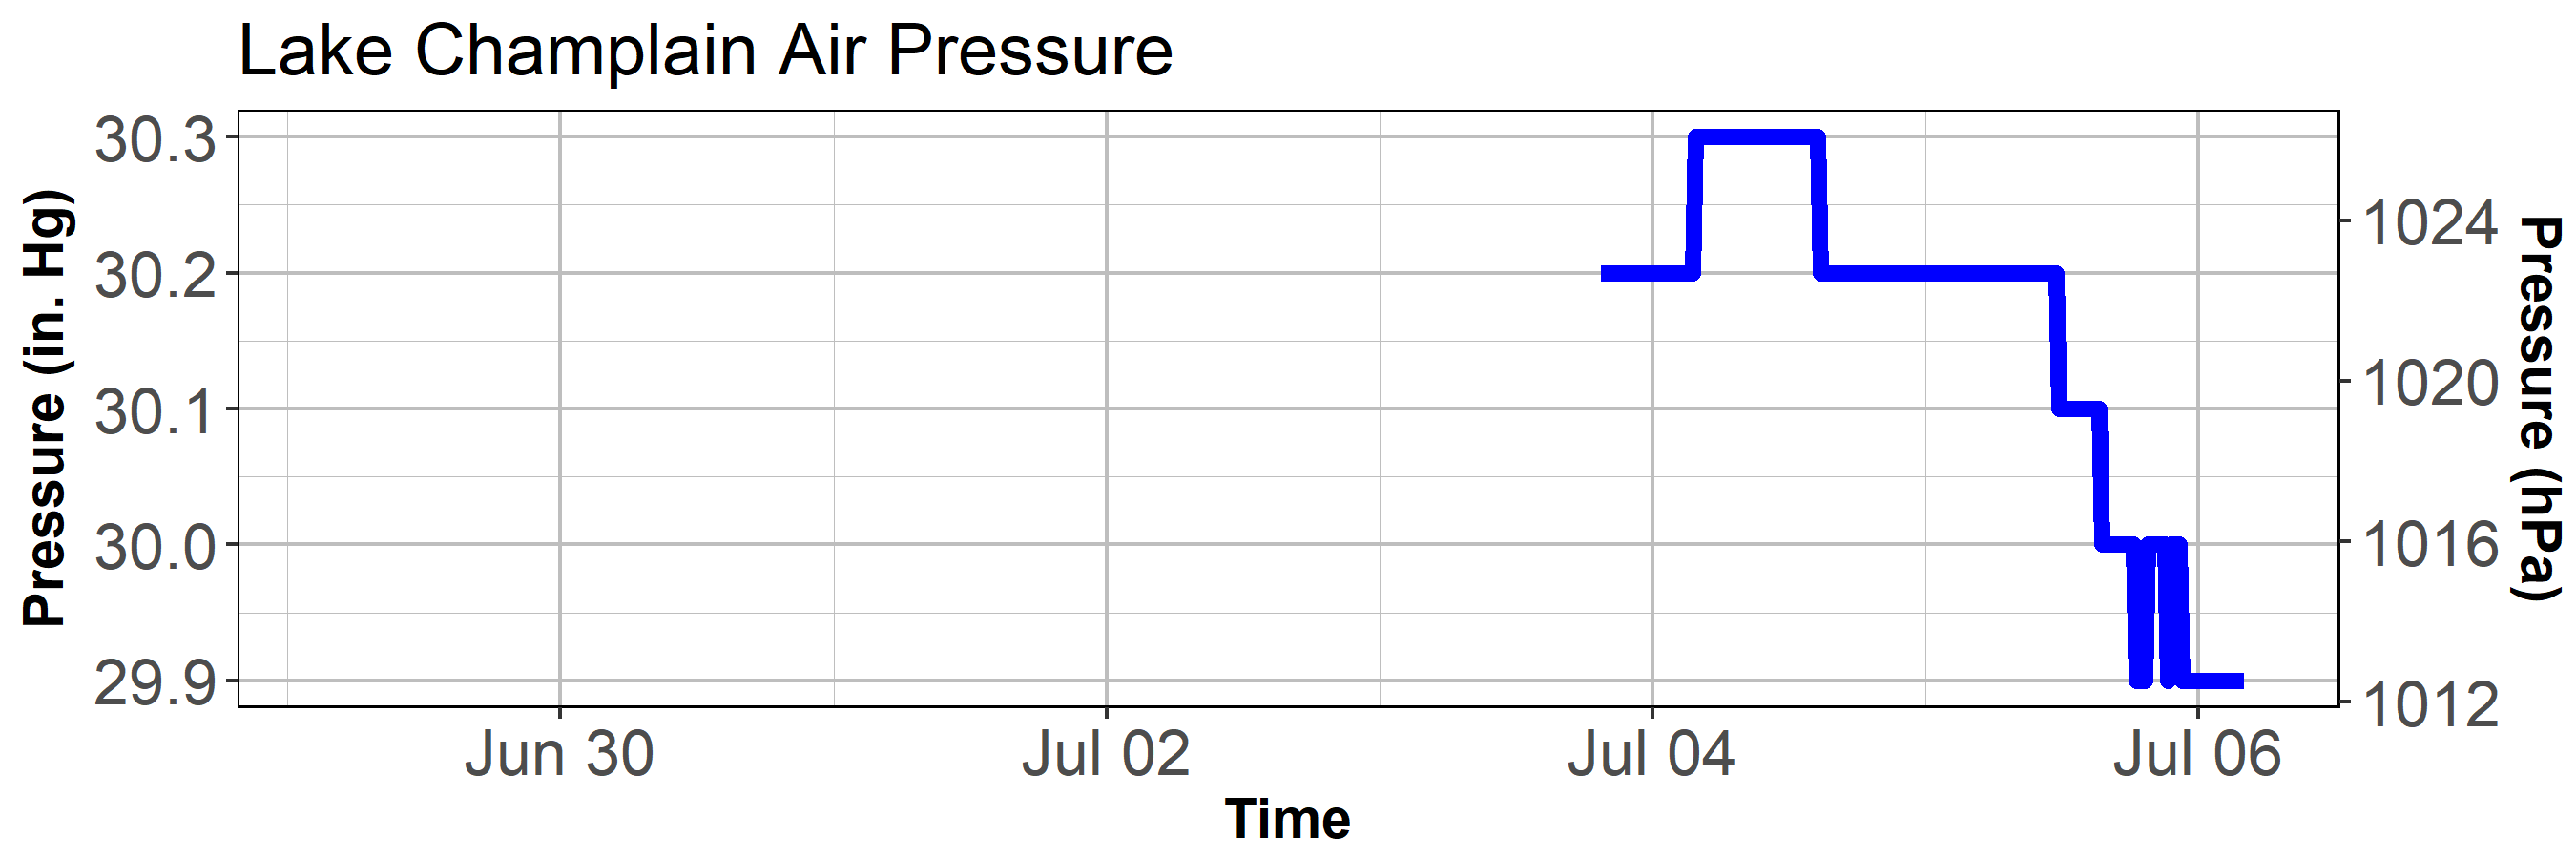 Lake Champlain Air Pressure
30.3
30.2
30.1
30.0
29.9
Pressure (in. Hg)
1024
1020
1016
1012
Pressure (hPa)
Jun 30
Jul 02
Jul 04
Jul 06
Time